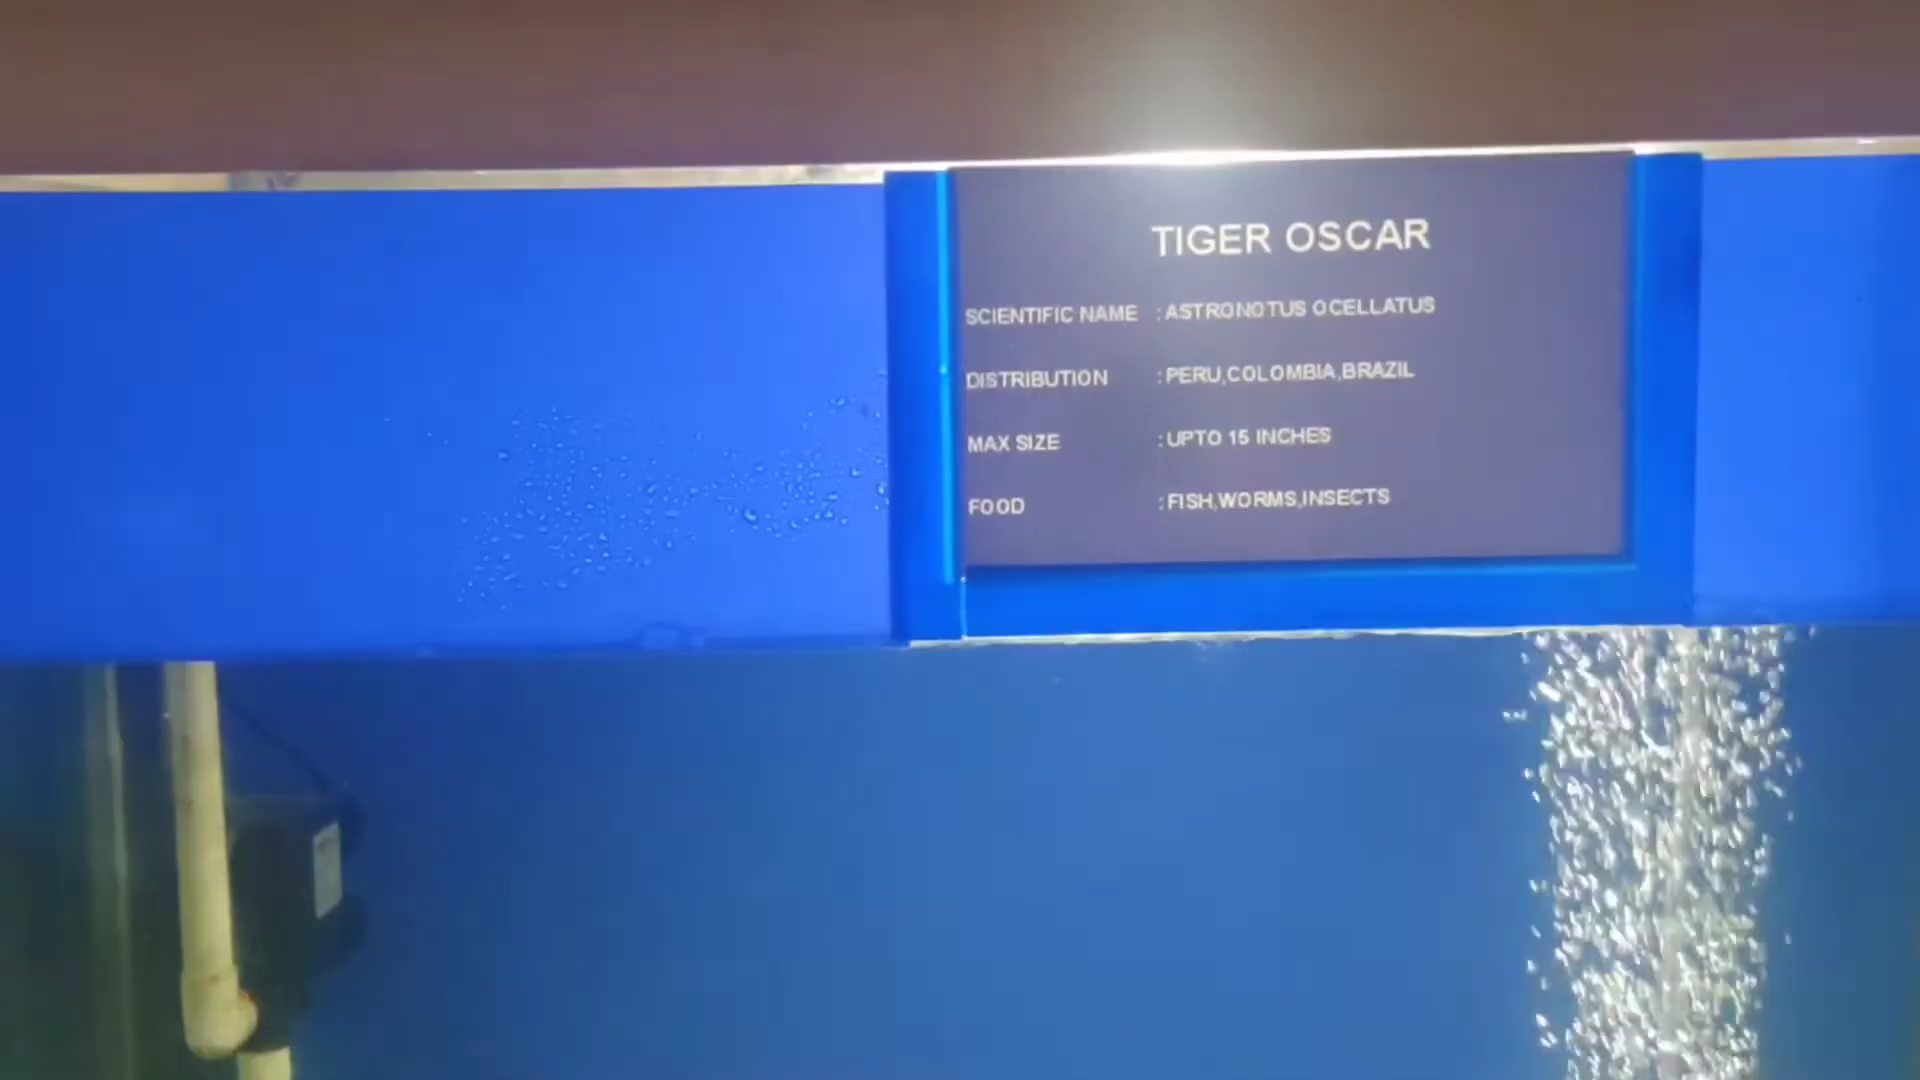 TIGER OSCAR
SCIENTIFIC NAME : ASTRONOTUS OCELLATUS
DISTRIBUTION : PERU,COLOMBIA,BRAZIL
MAX SIZE : UPTO 15 INCHES
FOOD : FISH,WORMS,INSECTS